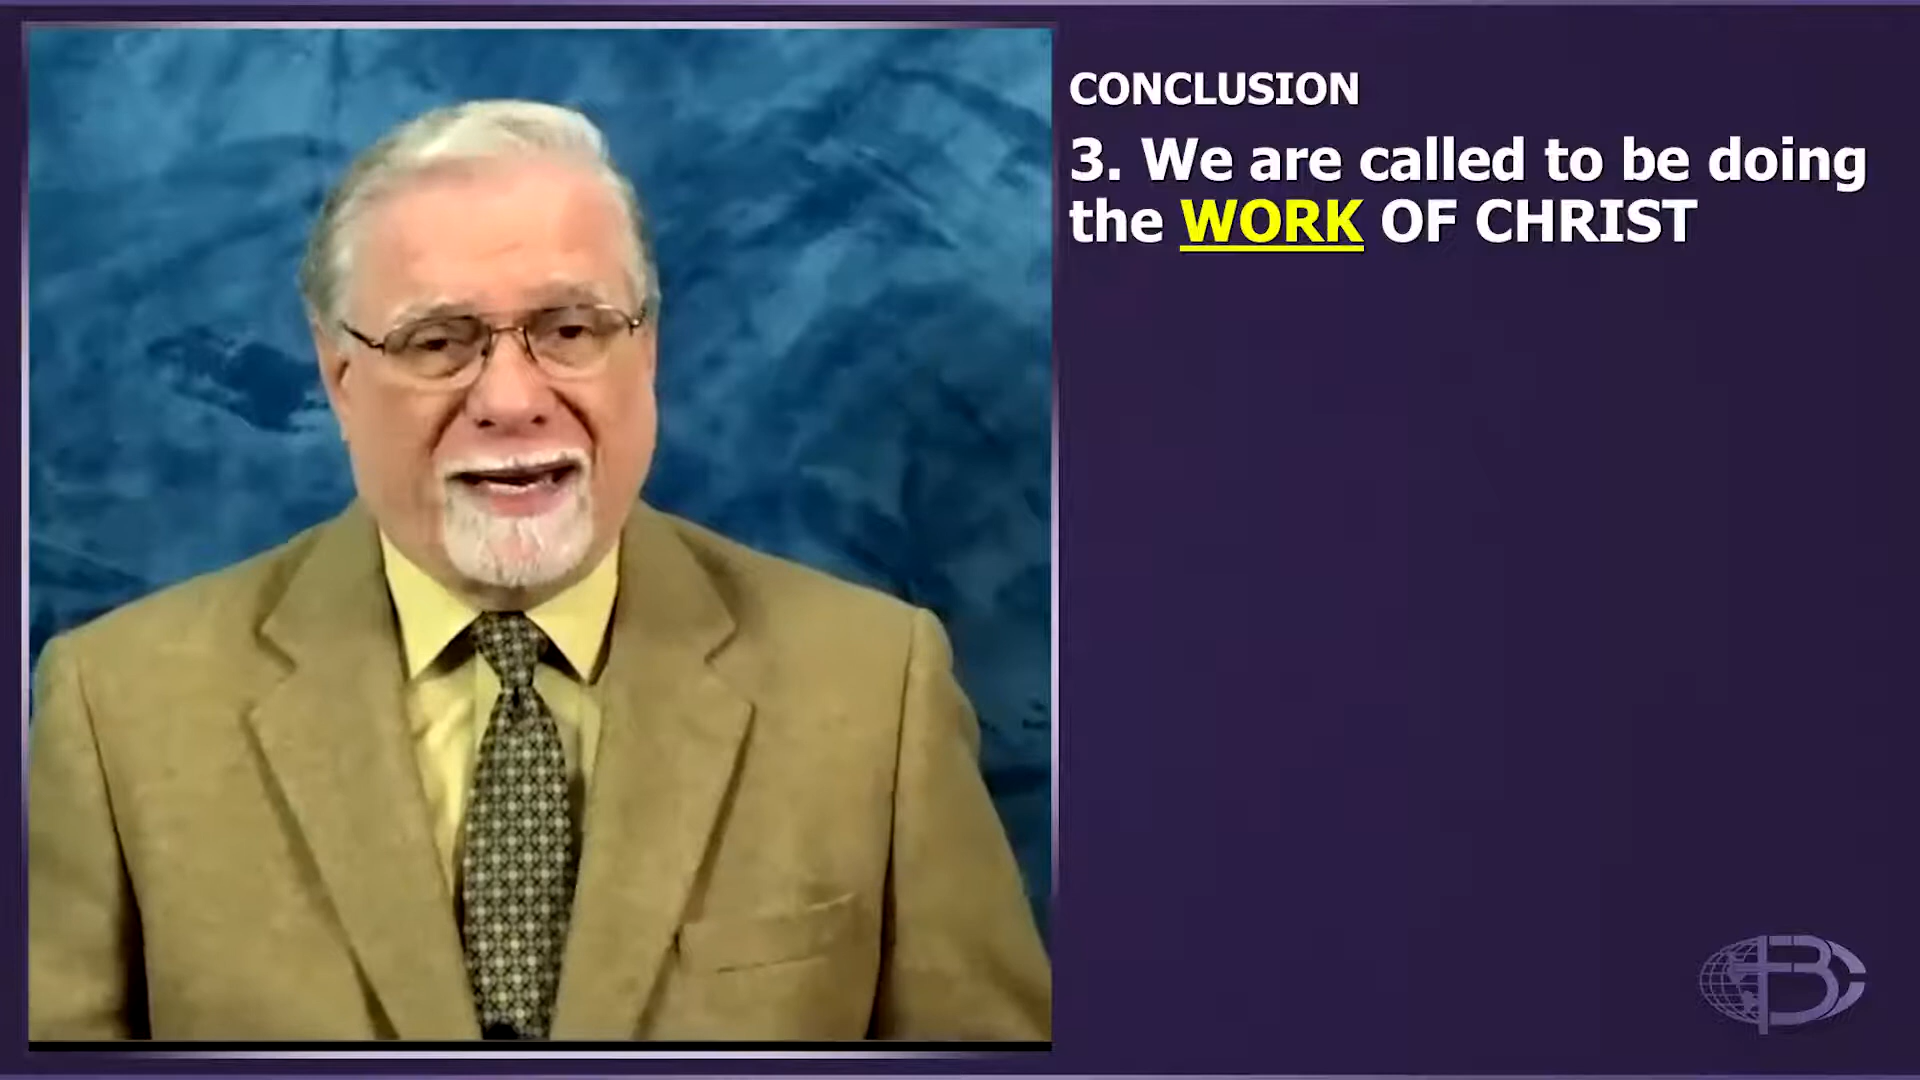 CONCLUSION
3. We are called to be doing
the WORK OF CHRIST